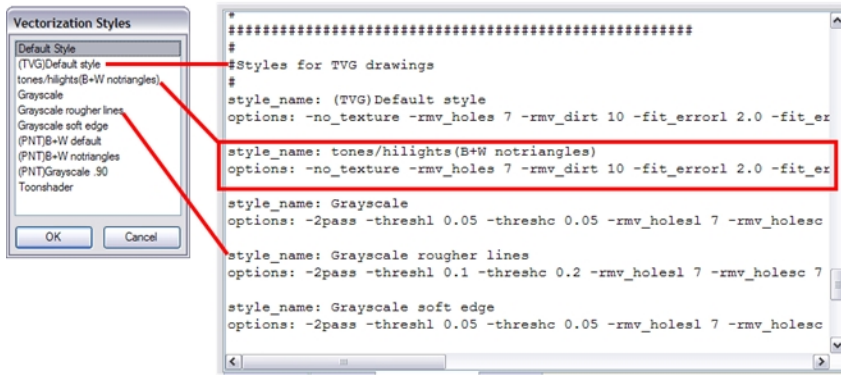 Vectorization Styles
Default Style
(TVG)Default style
tones/hilights(B+W notriangles)
Grayscale
Grayscale rougher lines
Grayscale soft edge
(PNT)B+W default
(PNT)B+W notriangles
(PNT)Grayscale .90
Toonshader
OK
Cancel
#
######################################################
#
#Styles for TVG drawings
#
style_name: (TVG)Default style
options: -no_texture -rmv_holes 7 -rmv_dirt 10 -fit_errorl 2.0 -fit_er
style_name: tones/hilights(B+W notriangles)
options: -no_texture -rmv_holes 7 -rmv_dirt 10 -fit_errorl 2.0 -fit_er
style_name: Grayscale
options: -2pass -threshl 0.05 -threshc 0.05 -rmv_holesl 7 -rmv_holesc
style_name: Grayscale rougher lines
options: -2pass -threshl 0.1 -threshc 0.2 -rmv_holesl 7 -rmv_holesc 7
style_name: Grayscale soft edge
options: -2pass -threshl 0.05 -threshc 0.05 -rmv_holesl 7 -rmv_holesc